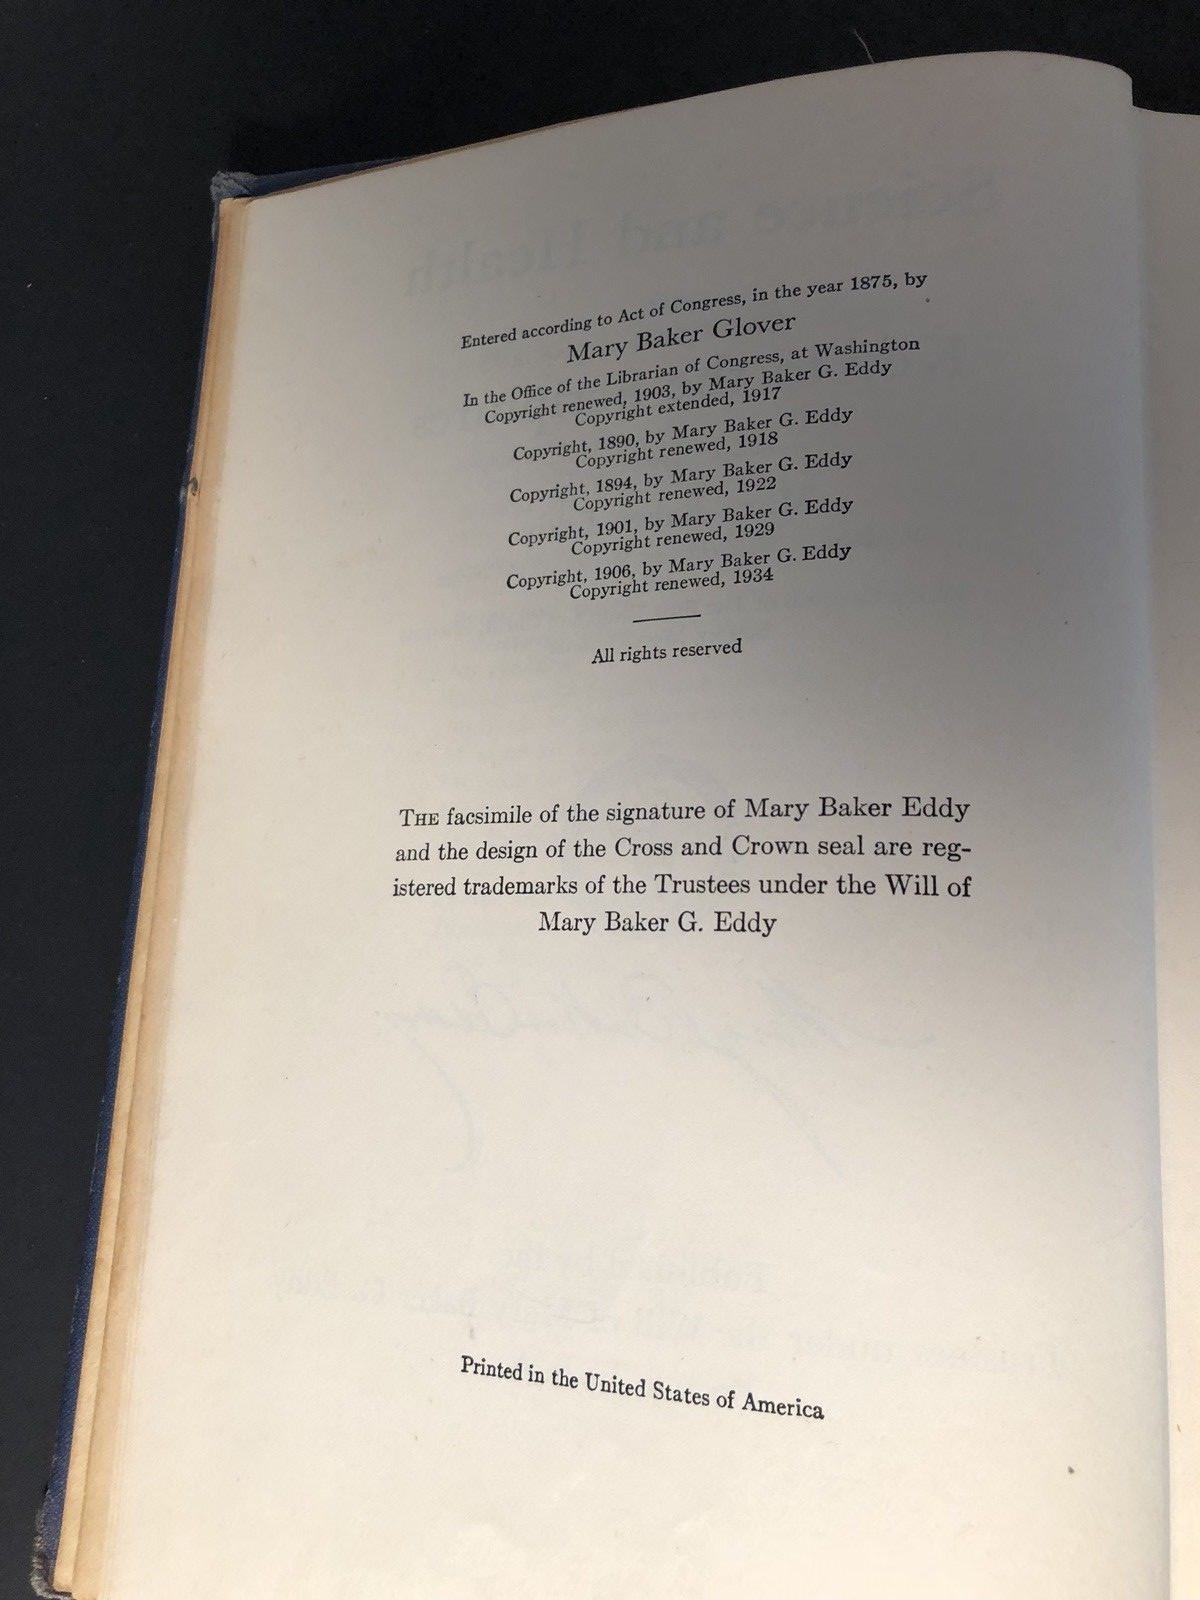 Entered according to Act of Congress, in the year 1875, by
Mary Baker Glover
In the Office of the Librarian of Congress, at Washington
Copyright renewed, 1903, by Mary Baker G. Eddy
Copyright extended, 1917
Copyright, 1890, by Mary Baker G. Eddy
Copyright renewed, 1918
Copyright, 1894, by Mary Baker G. Eddy
Copyright renewed, 1922
Copyright, 1901, by Mary Baker G. Eddy
Copyright renewed, 1929
Copyright, 1906, by Mary Baker G. Eddy
Copyright renewed, 1934
All rights reserved
THE facsimile of the signature of Mary Baker Eddy
and the design of the Cross and Crown seal are reg-
istered trademarks of the Trustees under the Will of
Mary Baker G. Eddy
Printed in the United States of America